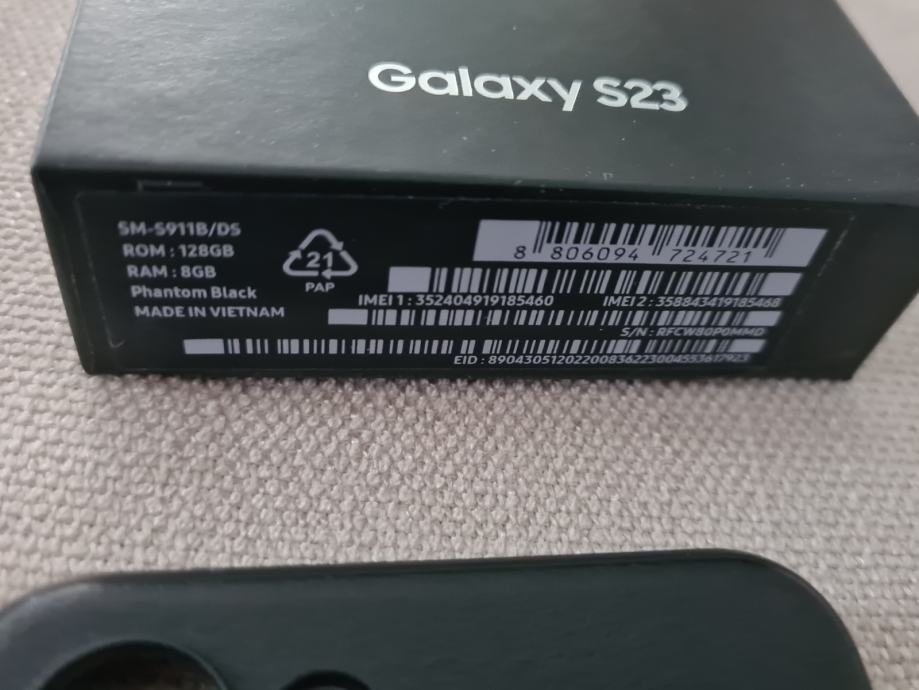 Galaxy S23
SM-S911B/DS
ROM : 128GB
RAM : 8GB
Phantom Black
MADE IN VIETNAM
21
PAP
8 806094 724721
IMEI 1 : 352404919185460
IMEI 2 : 358843419185468
S/N : RFCW80P0MMD
EID : 89043051202200836223004553617923